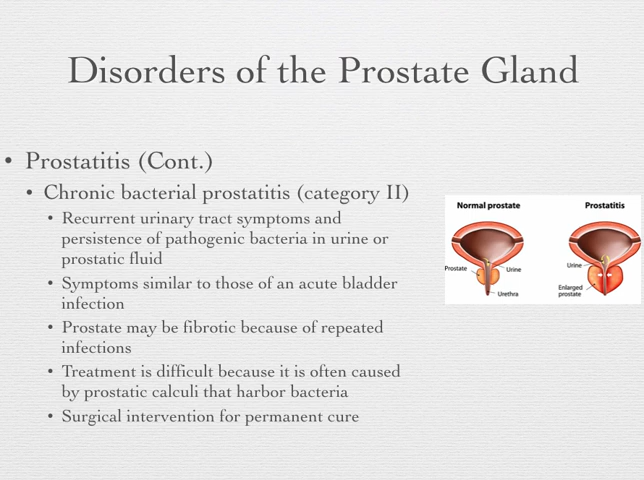 Disorders of the Prostate Gland
• Prostatitis (Cont.)
• Chronic bacterial prostatitis (category II)
• Recurrent urinary tract symptoms and
persistence of pathogenic bacteria in urine or
prostatic fluid
• Symptoms similar to those of an acute bladder
infection
• Prostate may be fibrotic because of repeated
infections
• Treatment is difficult because it is often caused
by prostatic calculi that harbor bacteria
• Surgical intervention for permanent cure
Normal prostate
Prostate
Urine
Urethra
Prostatitis
Urine
Enlarged
prostate